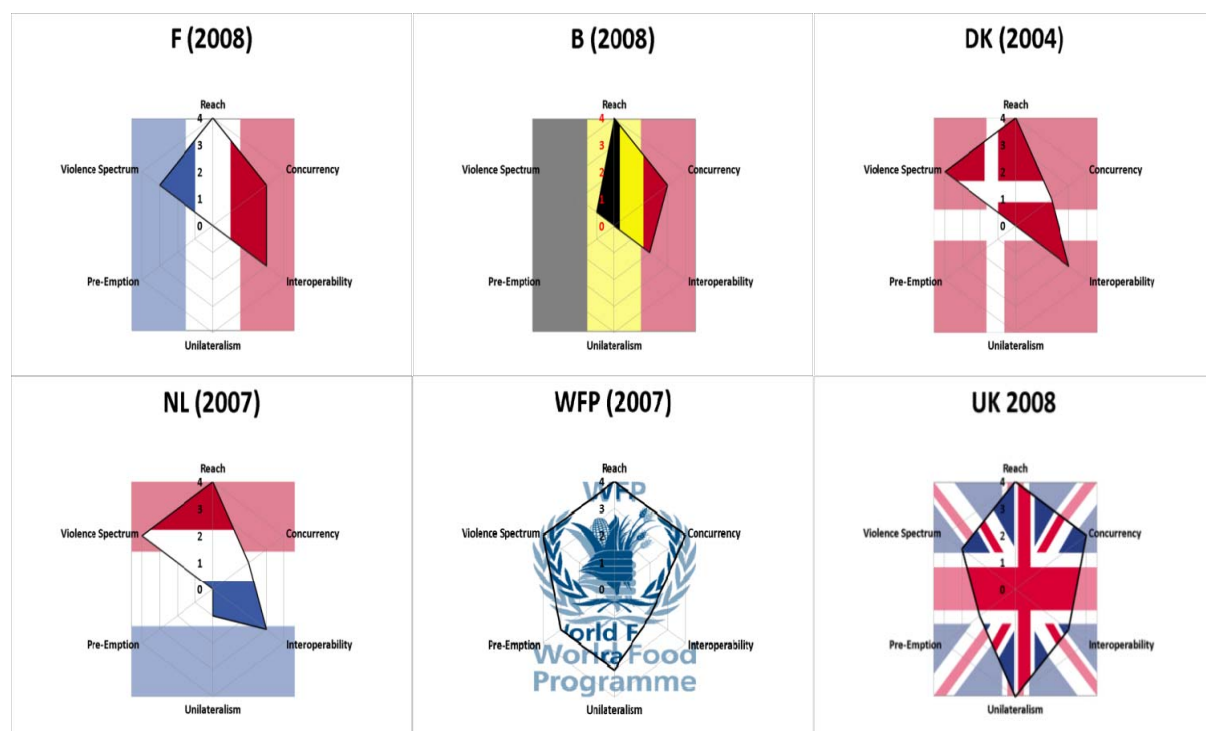 F (2008)
Reach
4
3
2
1
0
Violence Spectrum
Concurrency
Pre-Emption
Interoperability
Unilateralism
B (2008)
Reach
4
3
2
1
0
Violence Spectrum
Concurrency
Pre-Emption
Interoperability
Unilateralism
DK (2004)
Reach
4
3
2
1
0
Violence Spectrum
Concurrency
Pre-Emption
Interoperability
Unilateralism
NL (2007)
Reach
4
3
2
1
0
Violence Spectrum
Concurrency
Pre-Emption
Interoperability
Unilateralism
WFP (2007)
Reach
4
WFP
3
2
1
0
Violence Spectrum
Concurrency
Pre-Emption
Interoperability
World F
World Food
Programme
Unilateralism
UK 2008
Reach
4
3
2
1
0
Violence Spectrum
Concurrency
Pre-Emption
Interoperability
Unilateralism